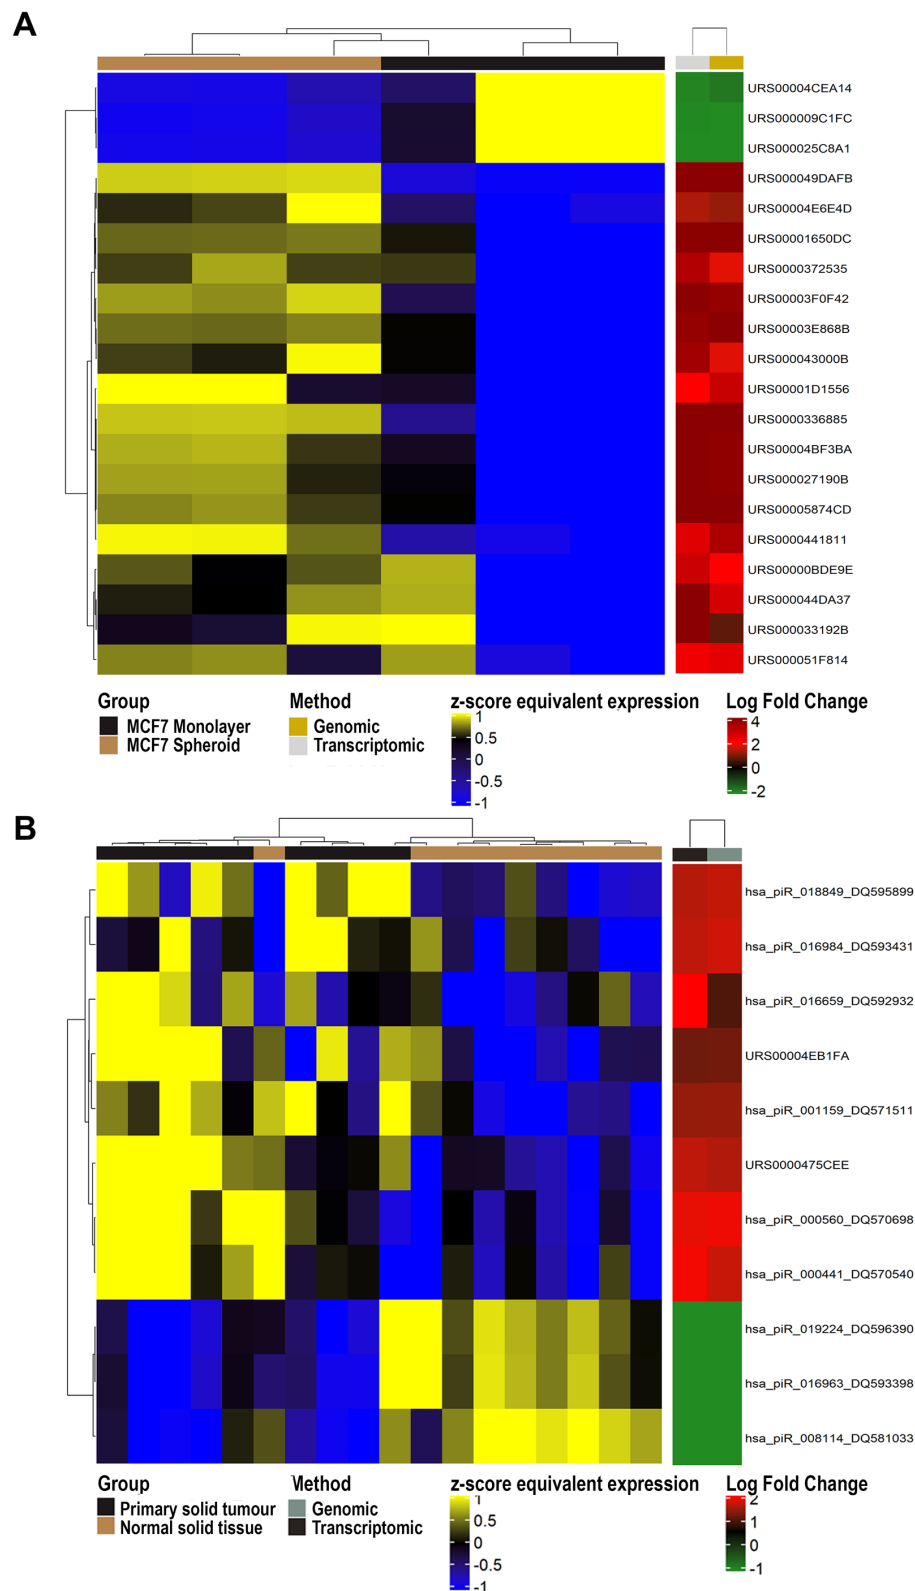 A
URS00004CEA14
URS000009C1FC
URS000025C8A1
URS000049DAFB
URS00004E6E4D
URS00001650DC
URS0000372535
URS00003F0F42
URS00003E868B
URS000043000B
URS00001D1556
URS0000336885
URS00004BF3BA
URS000027190B
URS00005874CD
URS0000441811
URS00000BDE9E
URS000044DA37
URS000033192B
URS000051F814
Group Method z-score equivalent expression Log Fold Change
MCF7 Monolayer
MCF7 Spheroid
Genomic
Transcriptomic
1
0.5
0
-0.5
-1
4
2
0
-2
B
hsa_piR_018849_DQ595899
hsa_piR_016984_DQ593431
hsa_piR_016659_DQ592932
URS00004EB1FA
hsa_piR_001159_DQ571511
URS0000475CEE
hsa_piR_000560_DQ570698
hsa_piR_000441_DQ570540
hsa_piR_019224_DQ596390
hsa_piR_016963_DQ593398
hsa_piR_008114_DQ581033
Group Method z-score equivalent expression Log Fold Change
Primary solid tumour
Normal solid tissue
Genomic
Transcriptomic
1
0.5
0
-0.5
-1
2
1
0
-1